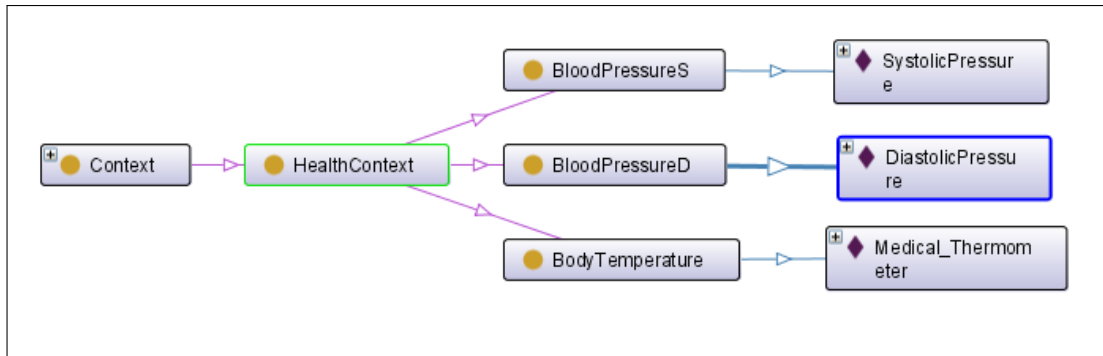 BloodPressureS
SystolicPressur
e
Context
HealthContext
BloodPressureD
DiastolicPressu
re
BodyTemperature
Medical_Thermom
eter